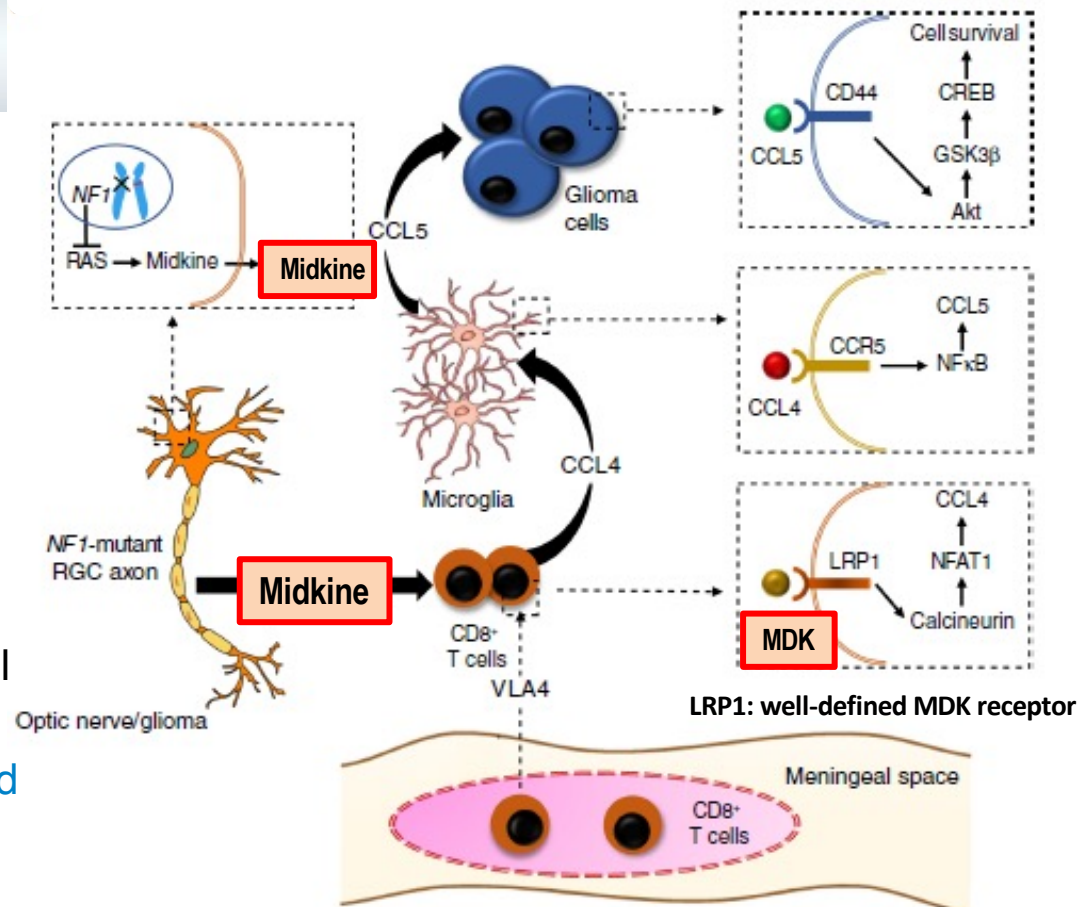 NF1
RAS
Midkine
Midkine
CCL5
Glioma
cells
Cell survival
CD44
CREB
CCL5
GSK3β
Akt
CCL5
CCR5
NFκB
CCL4
Microglia
CCL4
NF1-mutant
RGC axon
Midkine
CD8+
T cells
VLA4
CCL4
LRP1
NFAT1
Calcineurin
MDK
LRP1: well-defined MDK receptor
l
Optic nerve/glioma
d
Meningeal space
CD8+
T cells